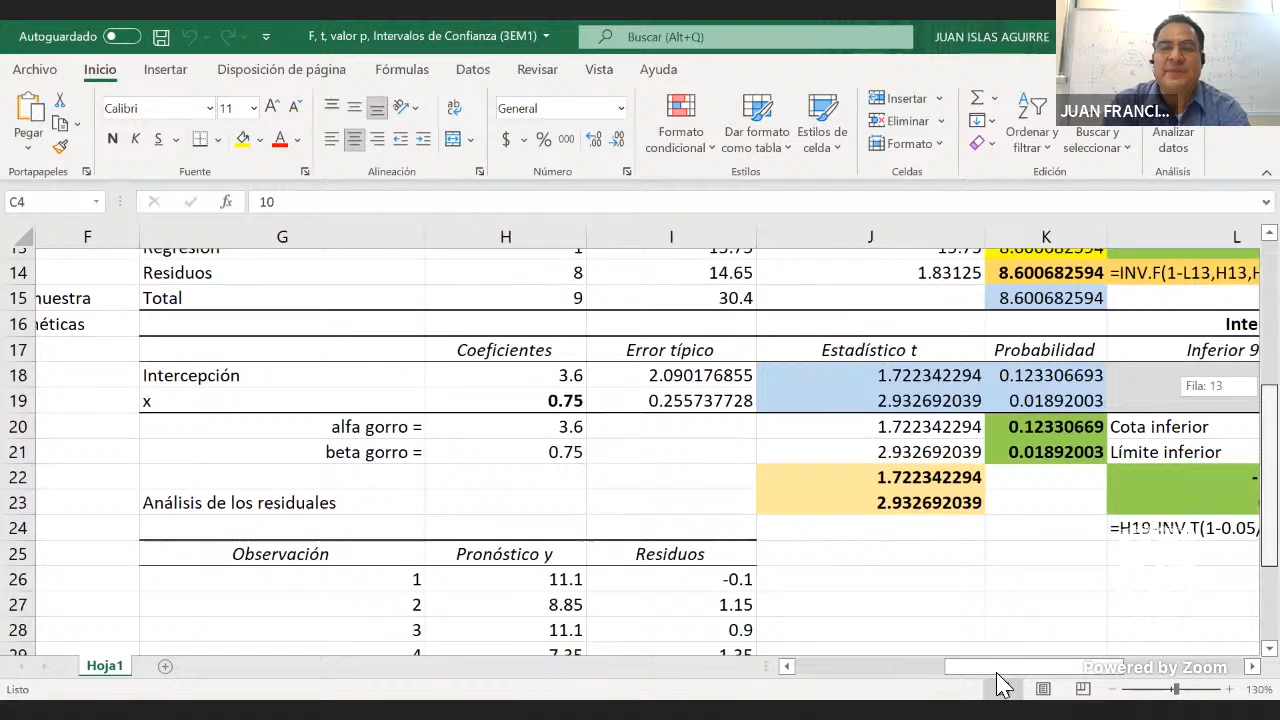 Autoguardado F, t, valor p, Intervalos de Confianza (3EM1) Buscar (Alt+Q) JUAN ISLAS AGUIRRE
JUAN FRANCI...
Archivo Inicio Insertar Disposición de página Fórmulas Datos Revisar Vista Ayuda
Pegar Calibri 11 General Formato condicional Dar formato como tabla Estilos de celda Insertar Eliminar Formato Ordenar y filtrar Buscar y seleccionar Analizar datos
N K S $ % 000
Portapapeles Fuente Alineación Número Estilos Celdas Edición Análisis
C4 fx 10
F G H I J K L
13 Regresión 1 15.75 15.75 8.600682594
14 Residuos 8 14.65 1.83125 8.600682594 =INV.F(1-L13,H13,H
15 nuestra Total 9 30.4 8.600682594
16 néticas Inte
17 Coeficientes Error típico Estadístico t Probabilidad Inferior 9
18 Intercepción 3.6 2.090176855 1.722342294 0.123306693
Fila: 13
19 x 0.75 0.255737728 2.932692039 0.01892003
20 alfa gorro = 3.6 1.722342294 0.12330669 Cota inferior
21 beta gorro = 0.75 2.932692039 0.01892003 Límite inferior
22 1.722342294 -
23 Análisis de los residuales 2.932692039
24 =H19-INV.T(1-0.05/
25 Observación Pronóstico y Residuos
26 1 11.1 -0.1
27 2 8.85 1.15
28 3 11.1 0.9
29 4 7.35 1.35
Hoja1
Powered by Zoom
Listo 130%